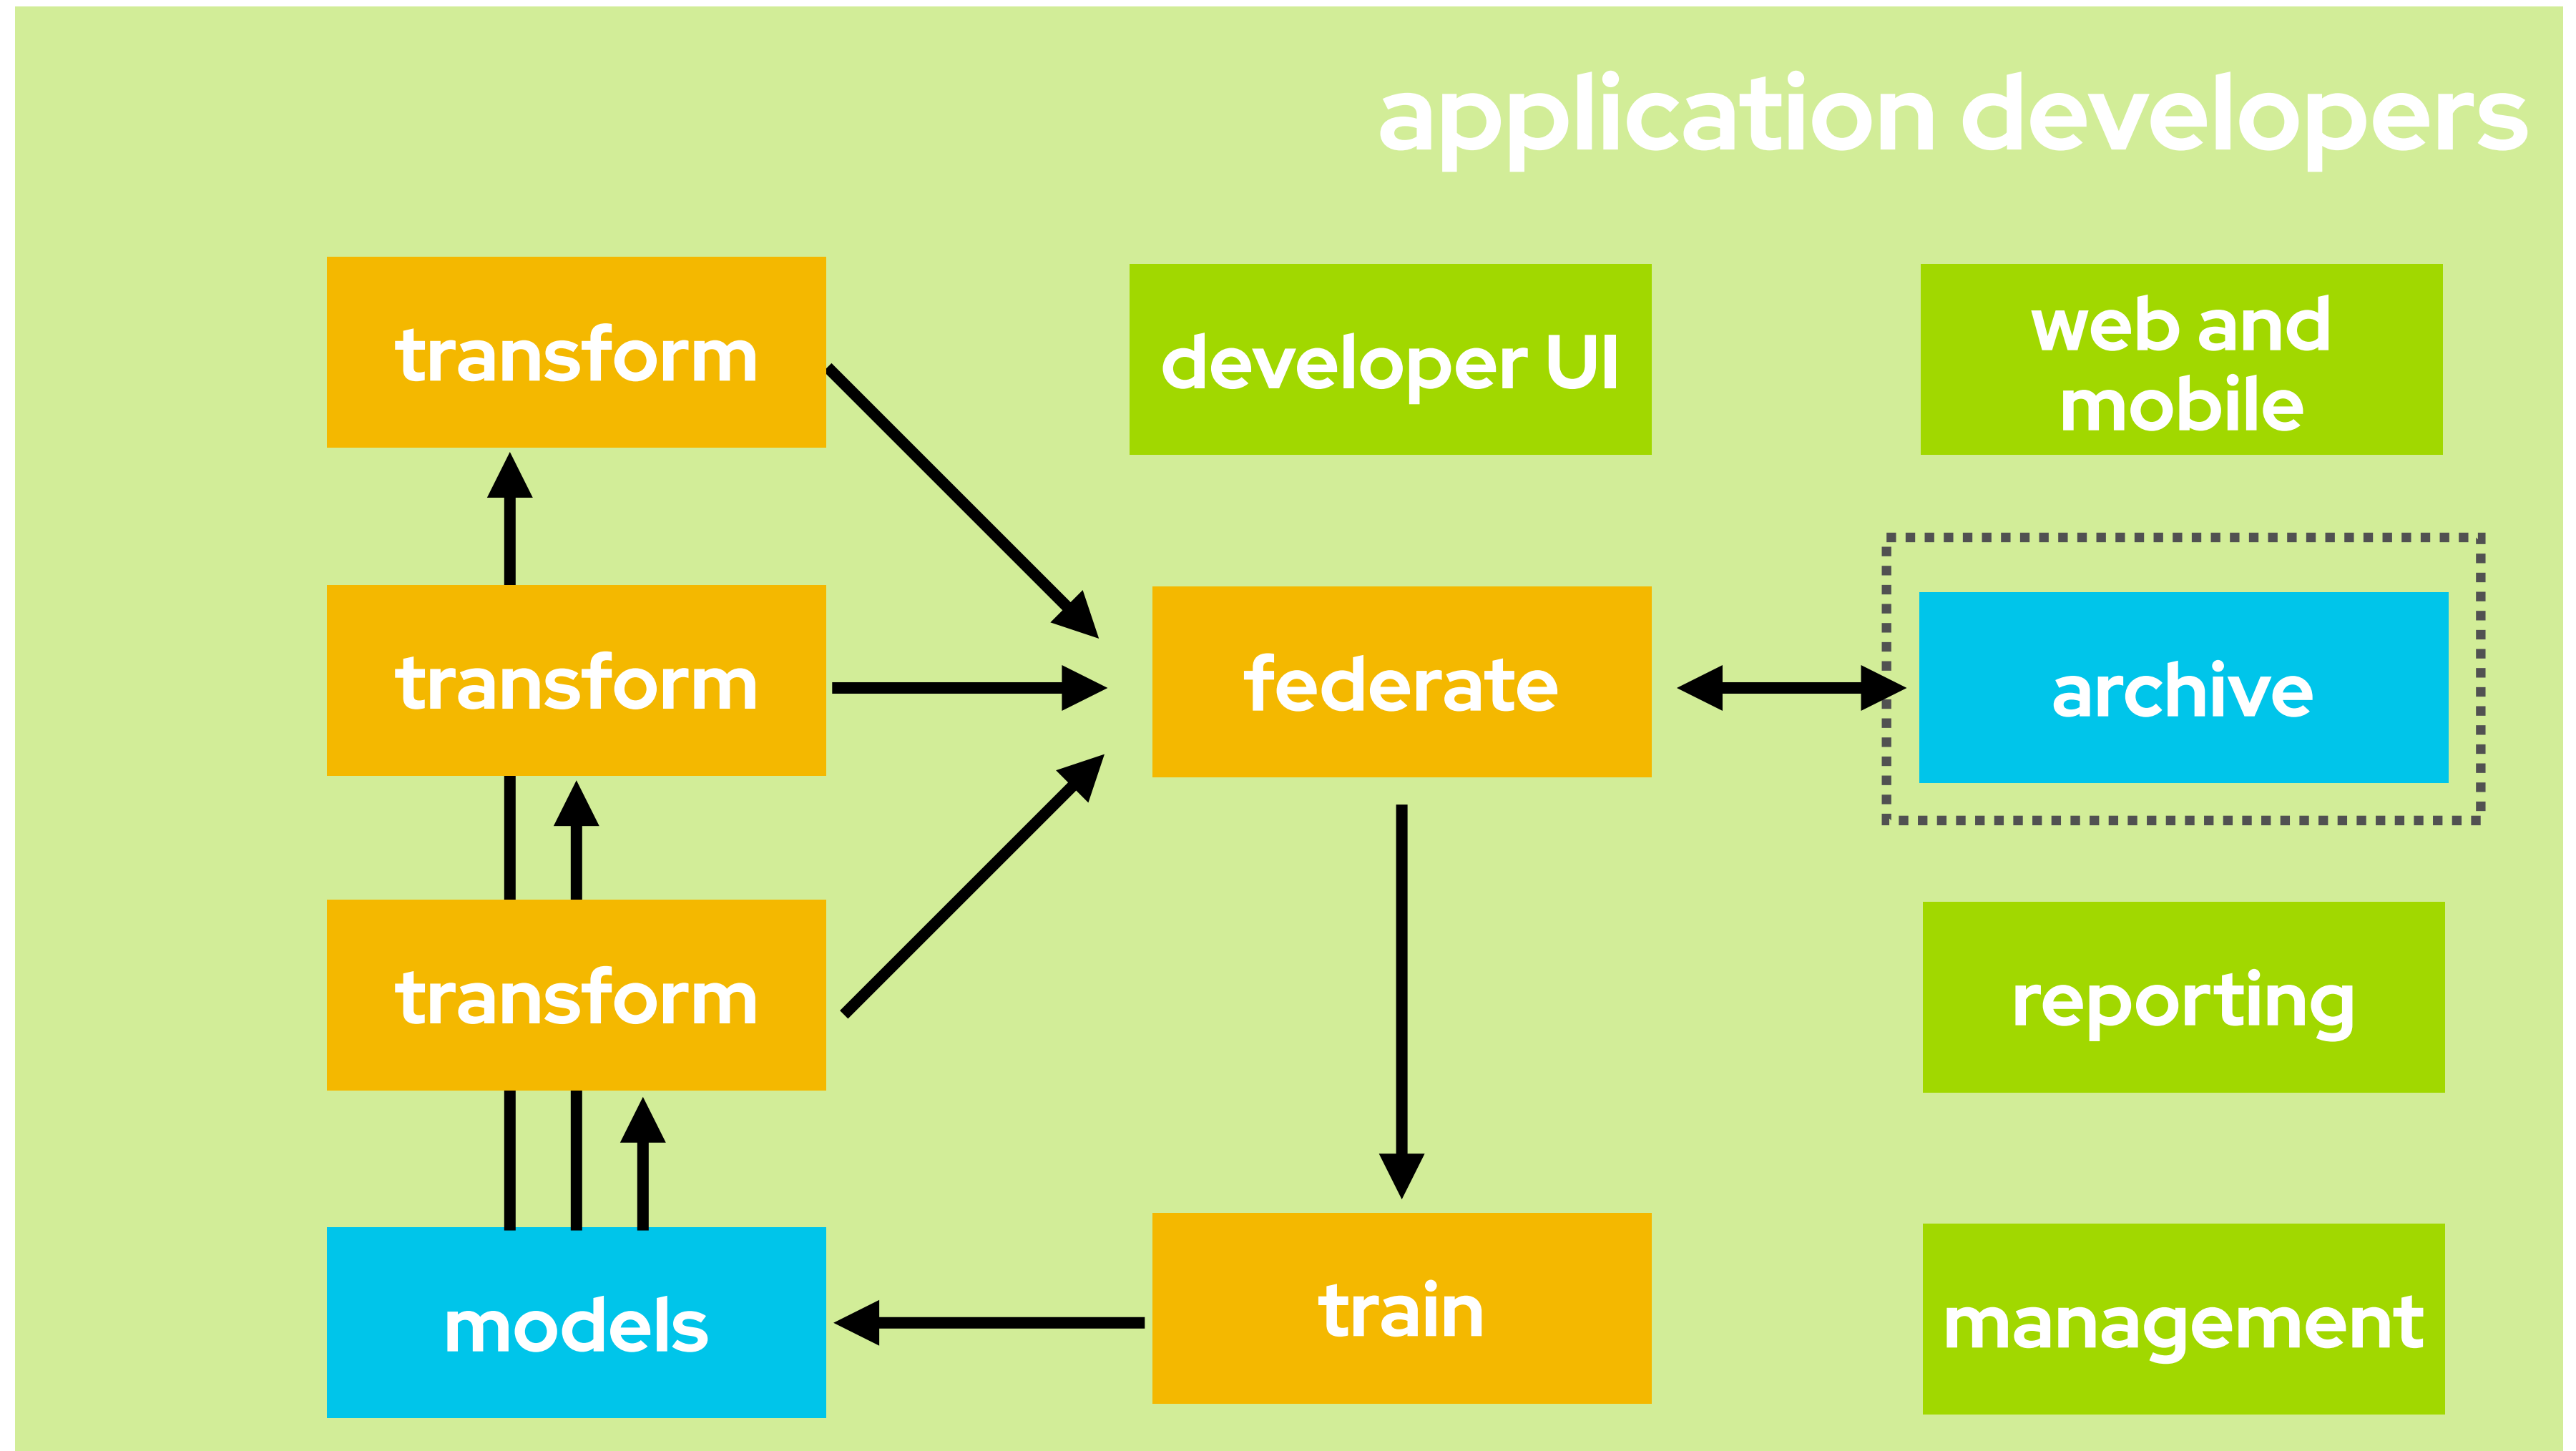 application developers
transform
developer UI
web and
mobile
transform
federate
archive
transform
reporting
models
train
management